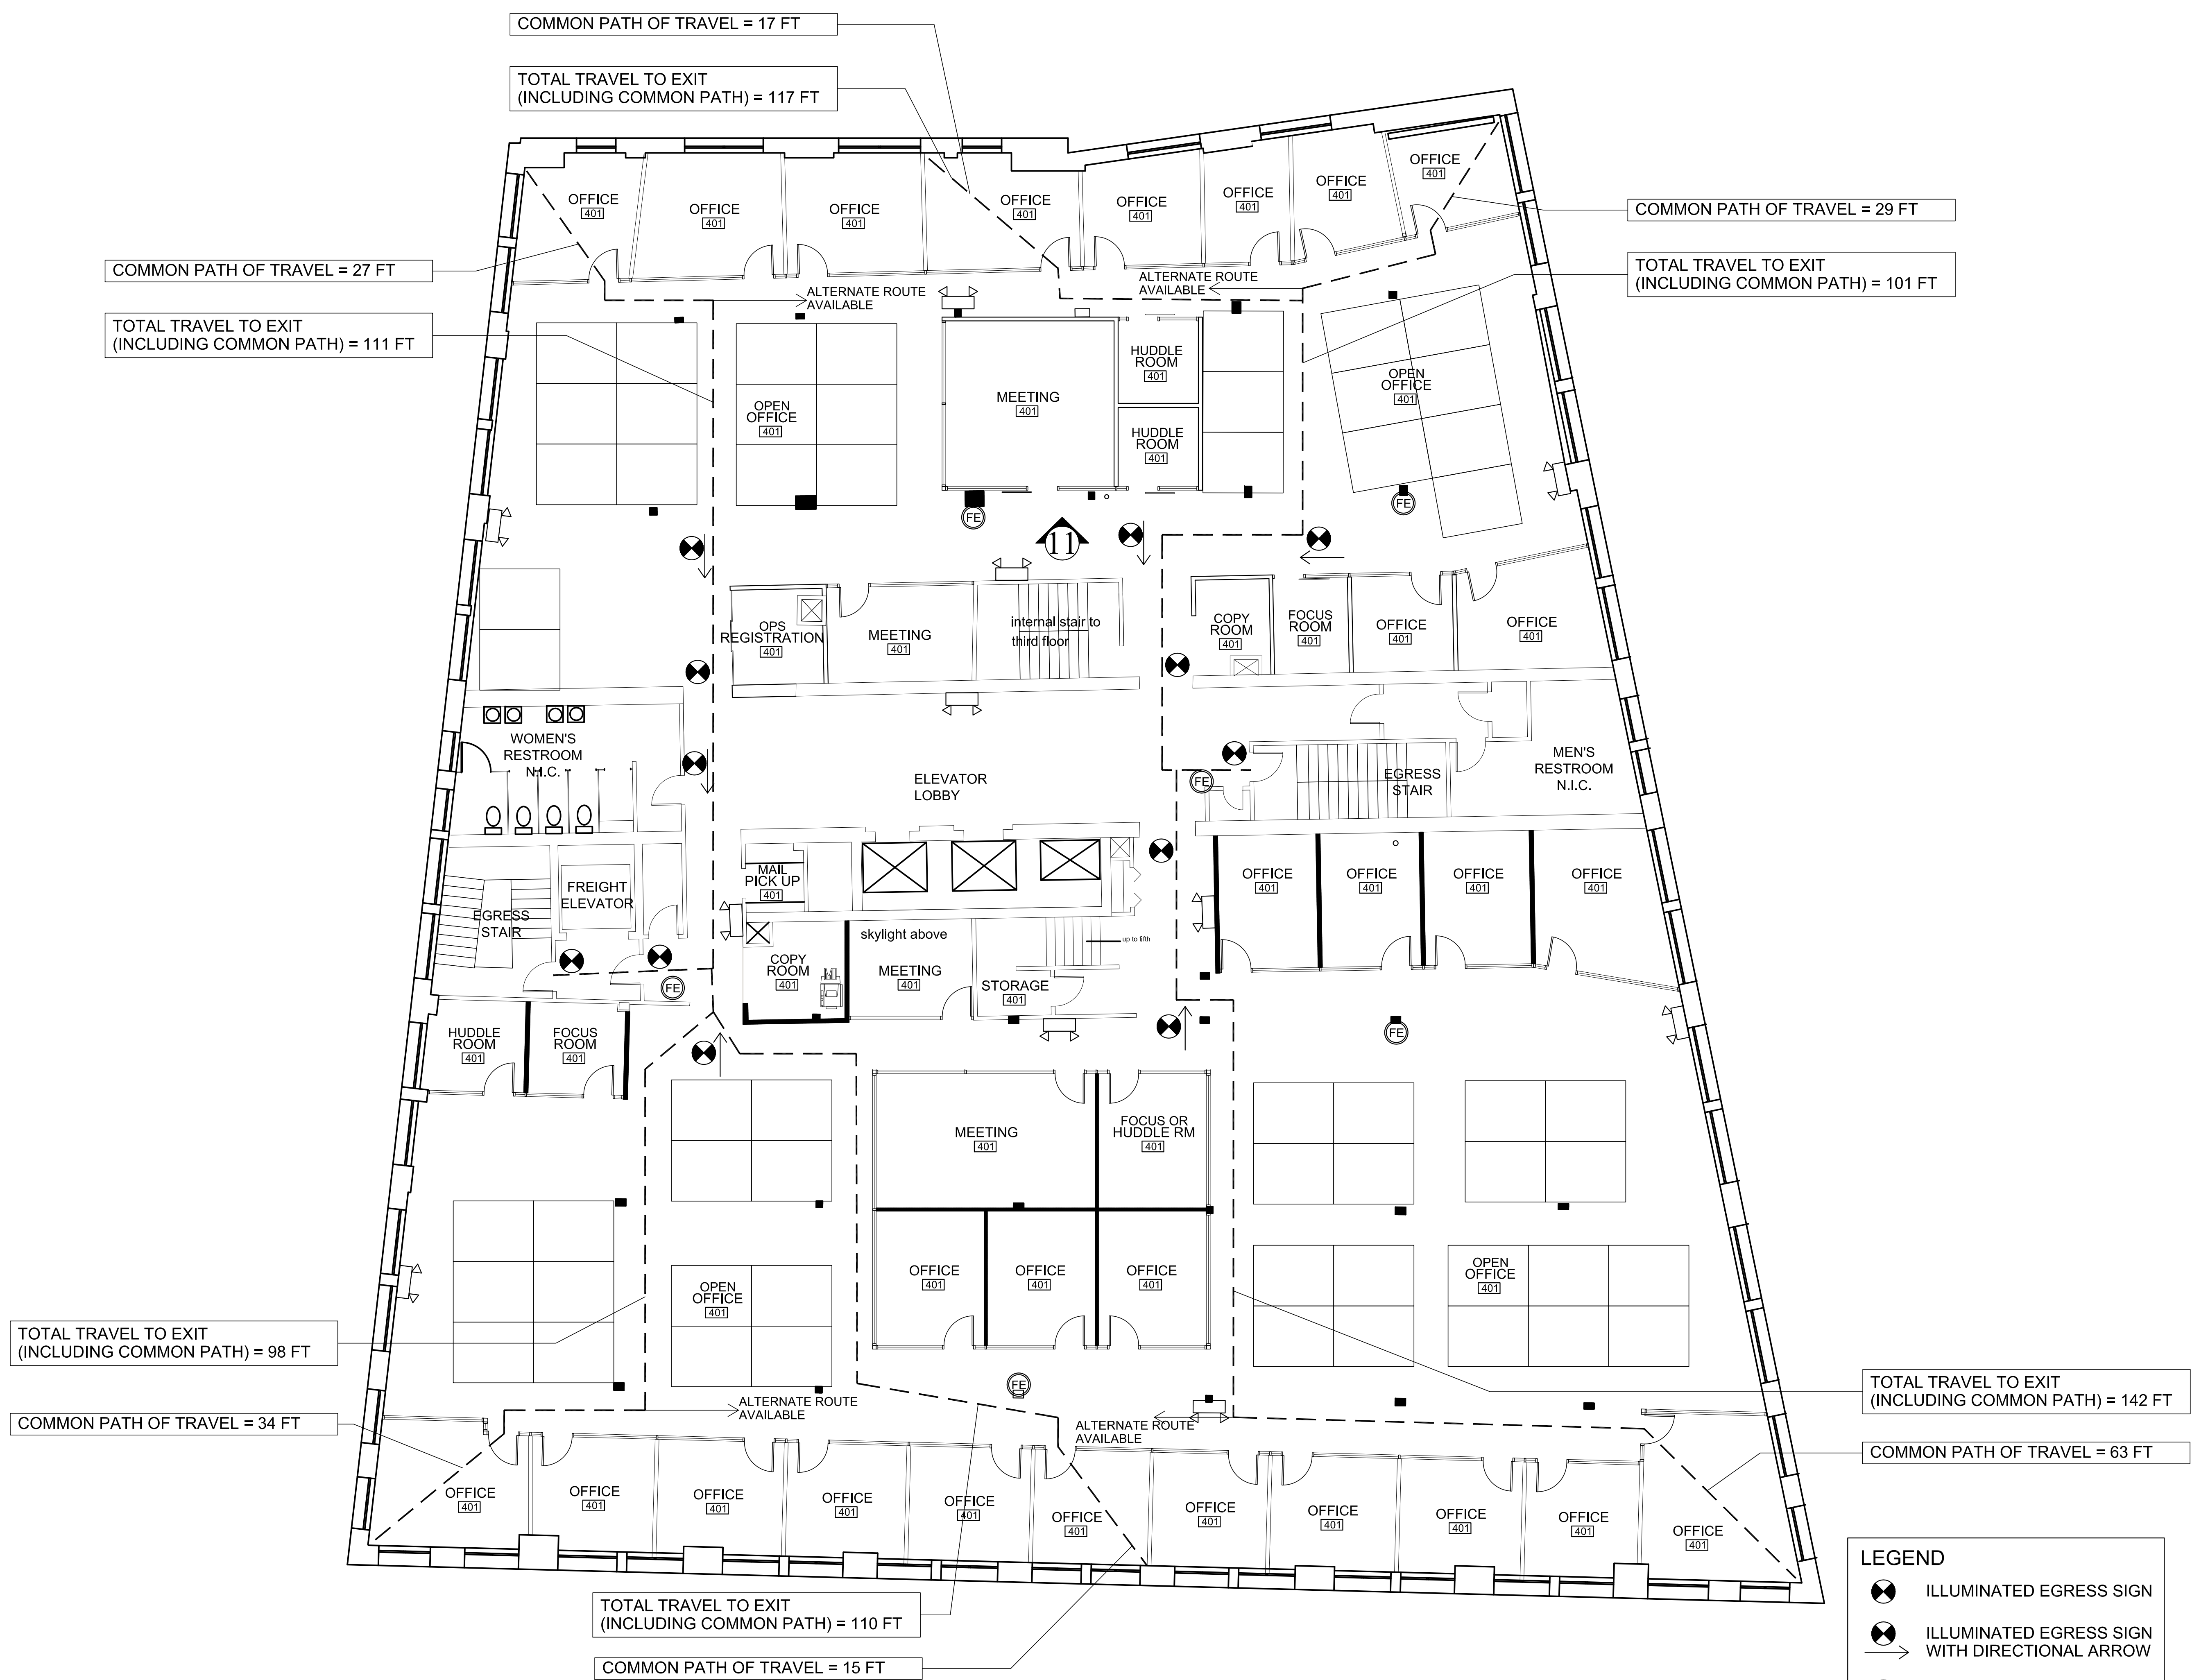 COMMON PATH OF TRAVEL = 17 FT
TOTAL TRAVEL TO EXIT
(INCLUDING COMMON PATH) = 117 FT
COMMON PATH OF TRAVEL = 29 FT
TOTAL TRAVEL TO EXIT
(INCLUDING COMMON PATH) = 101 FT
COMMON PATH OF TRAVEL = 27 FT
TOTAL TRAVEL TO EXIT
(INCLUDING COMMON PATH) = 111 FT
OFFICE
401
OFFICE
401
OFFICE
401
OFFICE
401
OFFICE
401
OFFICE
401
OFFICE
401
OFFICE
401
ALTERNATE ROUTE
AVAILABLE
ALTERNATE ROUTE
AVAILABLE
OPEN
OFFICE
401
MEETING
401
HUDDLE
ROOM
401
HUDDLE
ROOM
401
OPEN
OFFICE
401
FE
11
FE
OPS
REGISTRATION
401
MEETING
401
internal stair to
third floor
COPY
ROOM
401
FOCUS
ROOM
401
OFFICE
401
OFFICE
401
WOMEN'S
RESTROOM
N.I.C.
ELEVATOR
LOBBY
FE
EGRESS
STAIR
MEN'S
RESTROOM
N.I.C.
EGRESS
STAIR
FREIGHT
ELEVATOR
MAIL
PICK UP
401
OFFICE
401
OFFICE
401
OFFICE
401
OFFICE
401
FE
COPY
ROOM
401
skylight above
MEETING
401
STORAGE
401
up to fifth
FE
HUDDLE
ROOM
401
FOCUS
ROOM
401
MEETING
401
FOCUS OR
HUDDLE RM
401
OPEN
OFFICE
401
OFFICE
401
OFFICE
401
OFFICE
401
OPEN
OFFICE
401
FE
TOTAL TRAVEL TO EXIT
(INCLUDING COMMON PATH) = 98 FT
COMMON PATH OF TRAVEL = 34 FT
ALTERNATE ROUTE
AVAILABLE
ALTERNATE ROUTE
AVAILABLE
TOTAL TRAVEL TO EXIT
(INCLUDING COMMON PATH) = 142 FT
COMMON PATH OF TRAVEL = 63 FT
OFFICE
401
OFFICE
401
OFFICE
401
OFFICE
401
OFFICE
401
OFFICE
401
OFFICE
401
OFFICE
401
OFFICE
401
OFFICE
401
OFFICE
401
TOTAL TRAVEL TO EXIT
(INCLUDING COMMON PATH) = 110 FT
COMMON PATH OF TRAVEL = 15 FT
LEGEND
ILLUMINATED EGRESS SIGN
ILLUMINATED EGRESS SIGN
WITH DIRECTIONAL ARROW